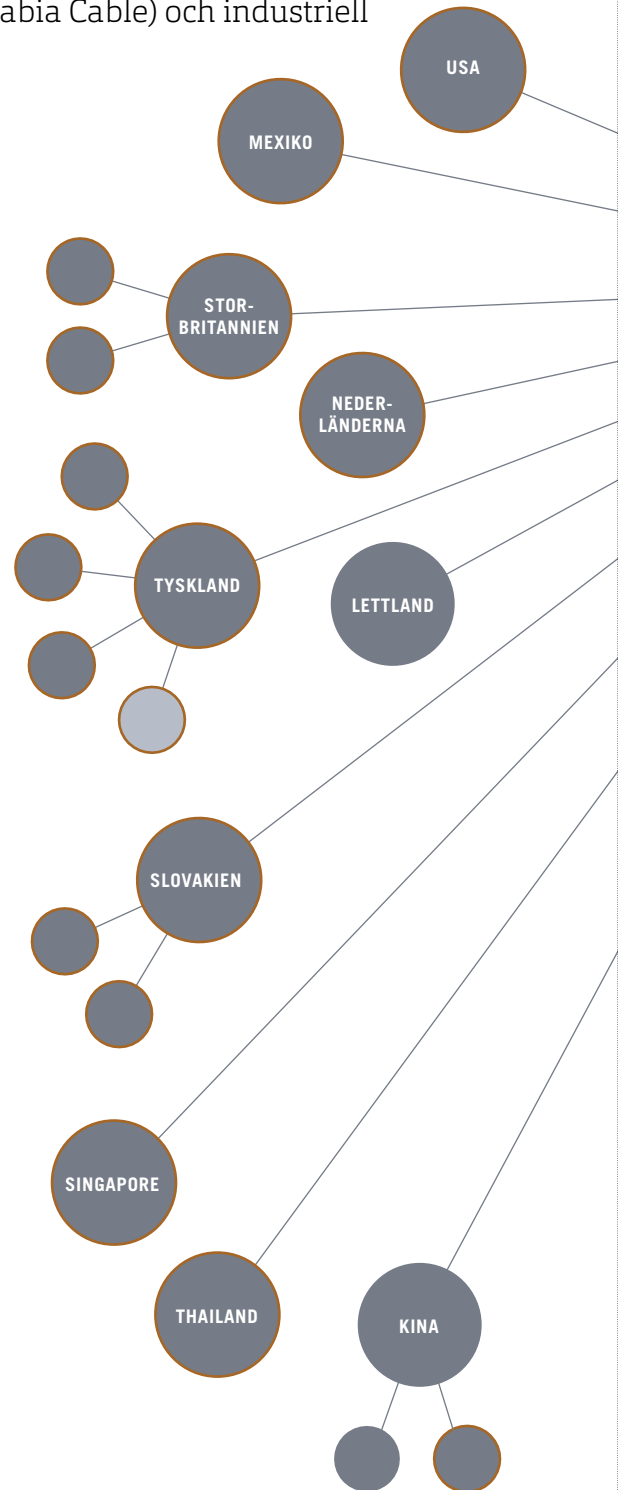 abia Cable) och industriell
USA
MEXIKO
STOR-
BRITANNIEN
NEDER-
LÄNDERNA
TYSKLAND
LETTLAND
SLOVAKIEN
SINGAPORE
THAILAND
KINA